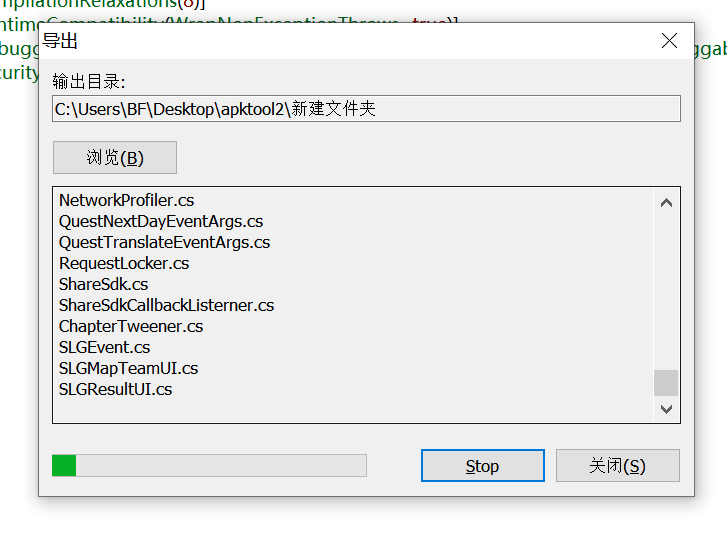 mpilationRelaxations(8)]
ntimeCompatibility(WrapNonExceptionThrows
true)]
导出
bugg
ggab
curity
输出目录:
C:\Users\BF\Desktop\apktool2\新建文件夹
浏览(B)
NetworkProfiler.cs
QuestNextDayEventArgs.cs
QuestTranslateEventArgs.cs
RequestLocker.cs
ShareSdk.cs
ShareSdkCallbackListerner.cs
ChapterTweener.cs
SLGEvent.cs
SLGMapTeamUI.cs
SLGResultUI.cs
Stop
关闭(S)